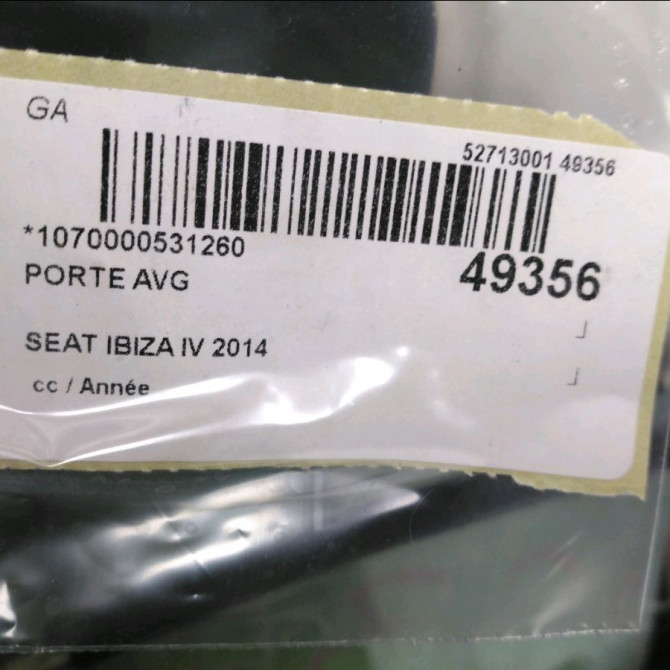 GA
52713001 49356
*1070000531260
49356
PORTE AVG
SEAT IBIZA IV 2014
cc / Année